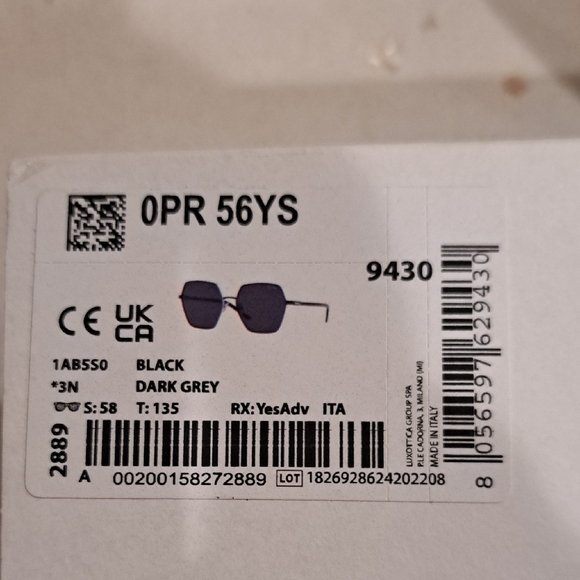 0PR 56YS
9430
CE UK CA
1AB5S0 BLACK
*3N DARK GREY
S: 58 T: 135 RX: YesAdv ITA
2889
A 00200158272889 LOT 1826928624202208
LUXOTTICA GROUP SPA
P.LE CADORNA, 3, MILANO (MI)
MADE IN ITALY
8 056597 629430